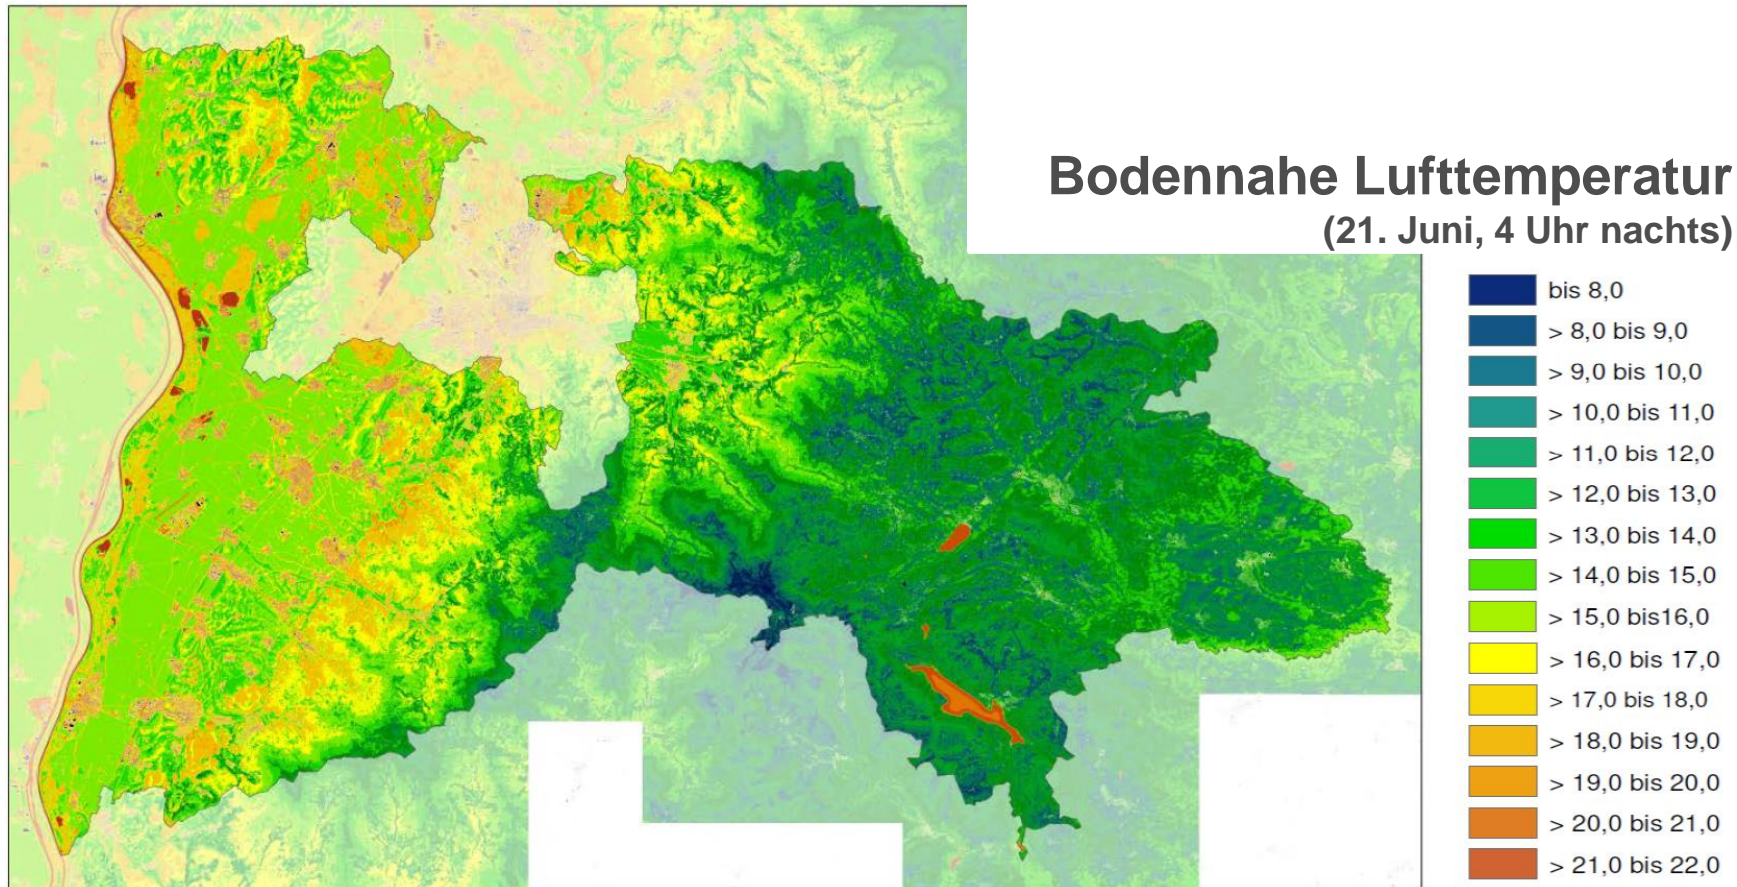 Bodennahe Lufttemperatur
(21. Juni, 4 Uhr nachts)
bis 8,0
> 8,0 bis 9,0
> 9,0 bis 10,0
> 10,0 bis 11,0
> 11,0 bis 12,0
> 12,0 bis 13,0
> 13,0 bis 14,0
> 14,0 bis 15,0
> 15,0 bis16,0
> 16,0 bis 17,0
> 17,0 bis 18,0
> 18,0 bis 19,0
> 19,0 bis 20,0
> 20,0 bis 21,0
> 21,0 bis 22,0